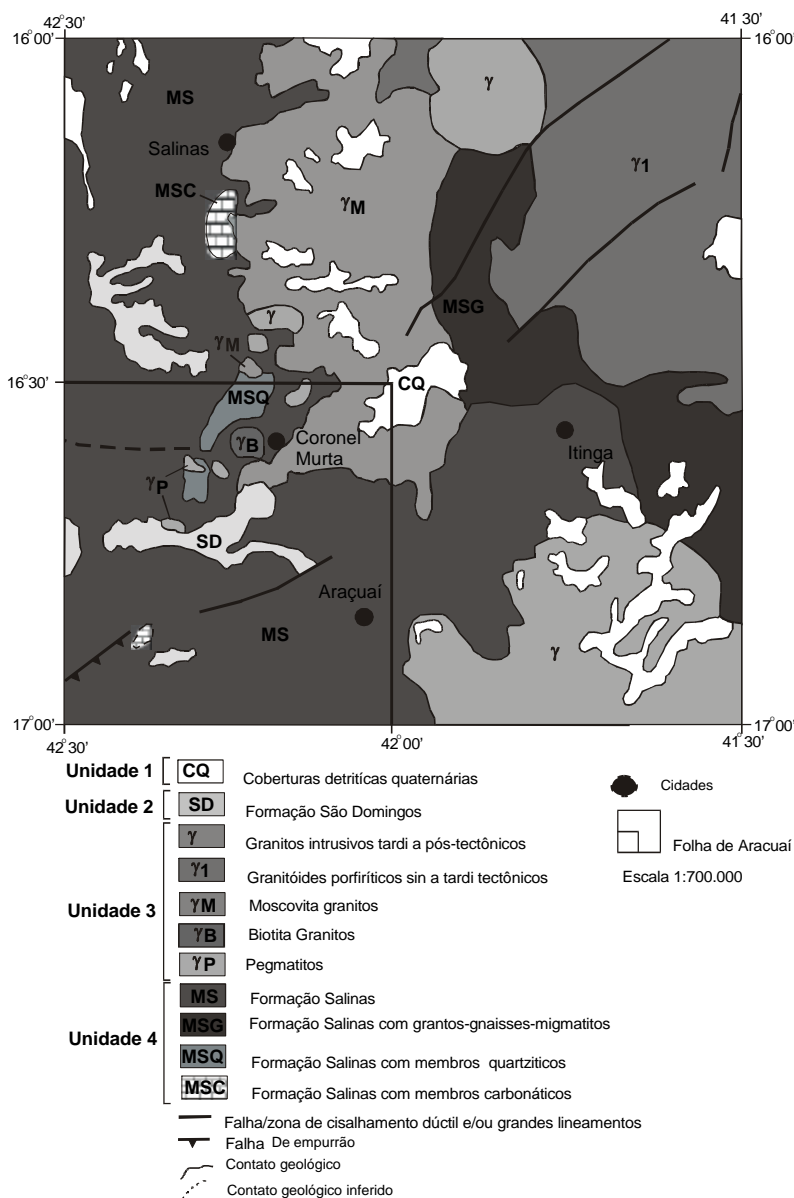 42°30'
41°30'
16°00'
16°00'
γ
MS
Salinas
γ1
MSC
γM
MSG
γ
γM
16°30'
CQ
MSQ
Coronel
Murta
γB
Itinga
γP
SD
Araçuaí
MS
γ
17°00'
17°00'
42°30'
42°00'
41°30'
Unidade 1
CQ Coberturas detritícas quaternárias
Unidade 2
SD Formação São Domingos
Unidade 3
γ Granitos intrusivos tardi a pós-tectônicos
γ1 Granitóides porfiríticos sin a tardi tectônicos
γM Moscovita granitos
γB Biotita Granitos
γP Pegmatitos
Unidade 4
MS Formação Salinas
MSG Formação Salinas com grantos-gnaisses-migmatitos
MSQ Formação Salinas com membros quartzíticos
MSC Formação Salinas com membros carbonáticos
Falha/zona de cisalhamento dúctil e/ou grandes lineamentos
Falha De empurrão
Contato geológico
Contato geológico inferido
Cidades
Folha de Aracuaí
Escala 1:700.000